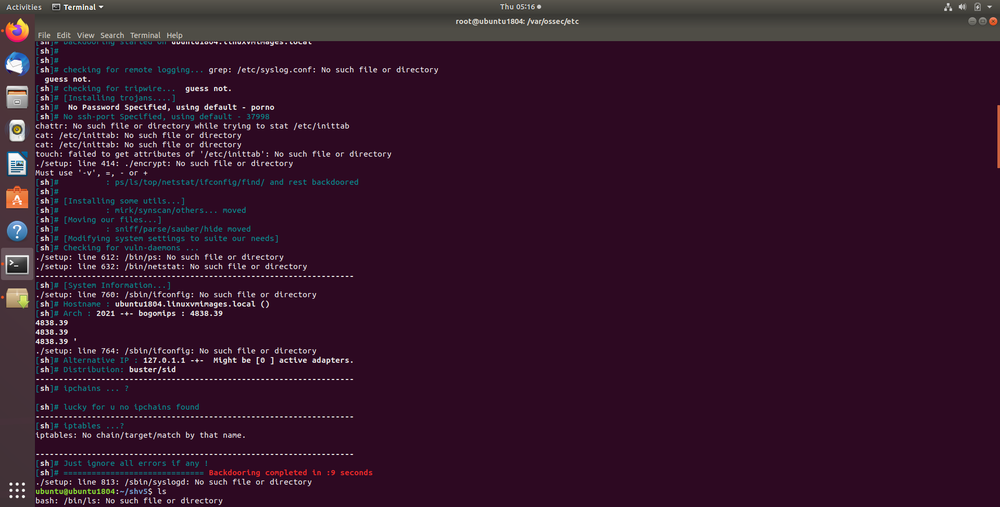 Activities Terminal Thu 05:16
root@ubuntu1804: /var/ossec/etc
File Edit View Search Terminal Help
[sh]# backdooring started on ubuntu1804.linuxvmimages.local
[sh]#
[sh]#
[sh]# checking for remote logging... grep: /etc/syslog.conf: No such file or directory
  guess not.
[sh]# checking for tripwire...  guess not.
[sh]# [Installing trojans....]
[sh]#  No Password Specified, using default - porno
[sh]# No ssh-port Specified, using default - 37998
chattr: No such file or directory while trying to stat /etc/inittab
cat: /etc/inittab: No such file or directory
cat: /etc/inittab: No such file or directory
touch: failed to get attributes of '/etc/inittab': No such file or directory
./setup: line 414: ./encrypt: No such file or directory
Must use '-v', =, - or +
[sh]#          : ps/ls/top/netstat/ifconfig/find/ and rest backdoored
[sh]#
[sh]# [Installing some utils...]
[sh]#          : mirk/synscan/others... moved
[sh]# [Moving our files...]
[sh]#          : sniff/parse/sauber/hide moved
[sh]# [Modifying system settings to suite our needs]
[sh]# Checking for vuln-daemons ...
./setup: line 612: /bin/ps: No such file or directory
./setup: line 632: /bin/netstat: No such file or directory
--------------------------------------------------------------------
[sh]# [System Information...]
./setup: line 760: /sbin/ifconfig: No such file or directory
[sh]# Hostname : ubuntu1804.linuxvmimages.local ()
[sh]# Arch : 2021 -+- bogomips : 4838.39
4838.39
4838.39
4838.39 '
./setup: line 764: /sbin/ifconfig: No such file or directory
[sh]# Alternative IP : 127.0.1.1 -+-  Might be [0 ] active adapters.
[sh]# Distribution: buster/sid
--------------------------------------------------------------------
[sh]# ipchains ... ?
[sh]# lucky for u no ipchains found
--------------------------------------------------------------------
[sh]# iptables ...?
iptables: No chain/target/match by that name.
--------------------------------------------------------------------
[sh]# Just ignore all errors if any !
[sh]# ============================== Backdooring completed in :9 seconds
./setup: line 813: /sbin/syslogd: No such file or directory
ubuntu@ubuntu1804:~/shv5$ ls
bash: /bin/ls: No such file or directory